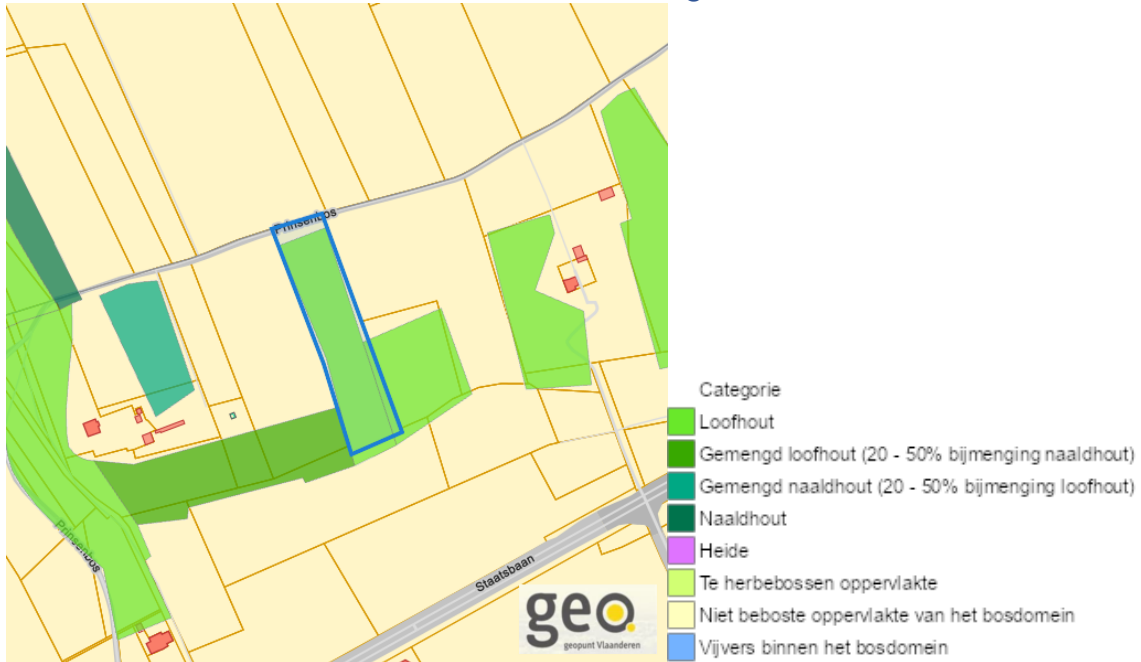 Prinsenbos
Prinsenbos
Staatsbaan
geo
geopunt Vlaanderen
Categorie
Loofhout
Gemengd loofhout (20 - 50% bijmenging naaldhout)
Gemengd naaldhout (20 - 50% bijmenging loofhout)
Naaldhout
Heide
Te herbebossen oppervlakte
Niet beboste oppervlakte van het bosdomein
Vijvers binnen het bosdomein